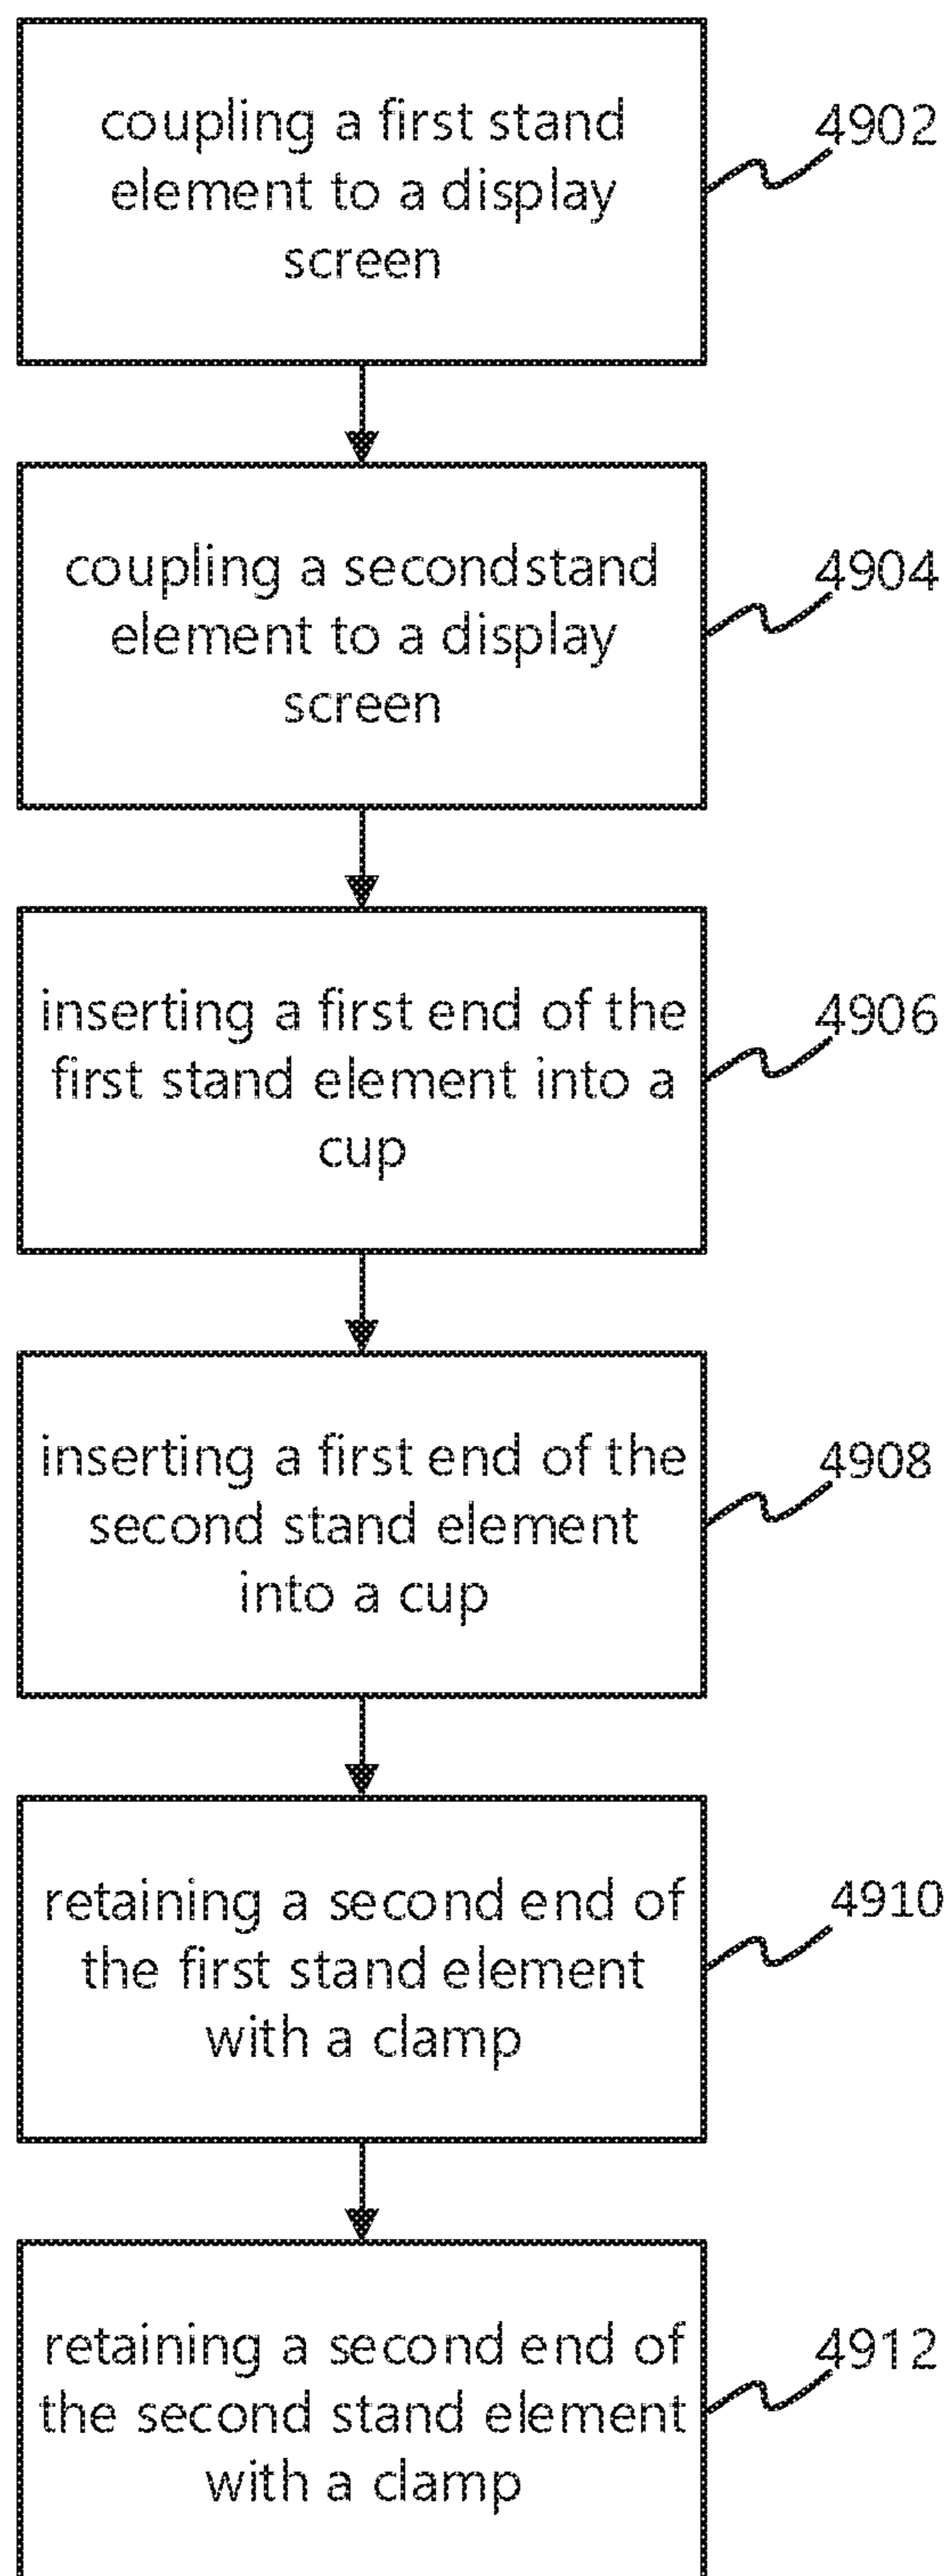 coupling a first stand
element to a display
screen
4902
coupling a secondstand
element to a display
screen
4904
inserting a first end of the
first stand element into a
cup
4906
inserting a first end of the
second stand element
into a cup
4908
retaining a second end of
the first stand element
with a clamp
4910
retaining a second end of
the second stand element
with a clamp
4912